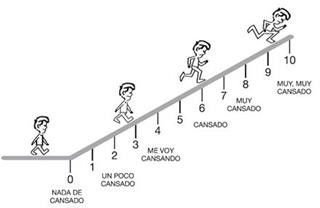 0
1
2
3
4
5
6
7
8
9
10
NADA DE
CANSADO
UN POCO
CANSADO
ME VOY
CANSANDO
CANSADO
MUY
CANSADO
MUY, MUY
CANSADO